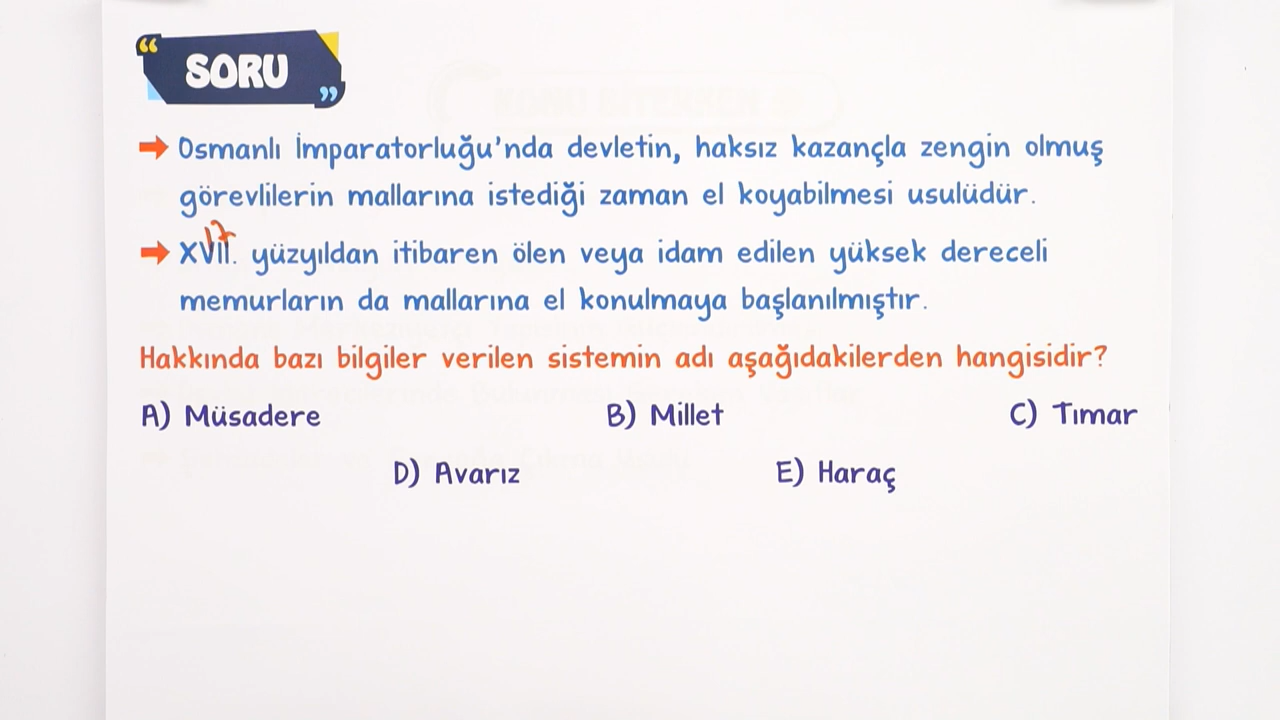 “
SORU
”
→ Osmanlı İmparatorluğu'nda devletin, haksız kazançla zengin olmuş
görevlilerin mallarına istediği zaman el koyabilmesi usulüdür.
17
→ XVII. yüzyıldan itibaren ölen veya idam edilen yüksek dereceli
memurların da mallarına el konulmaya başlanılmıştır.
Hakkında bazı bilgiler verilen sistemin adı aşağıdakilerden hangisidir?
A) Müsadere B) Millet C) Tımar
D) Avarız E) Haraç